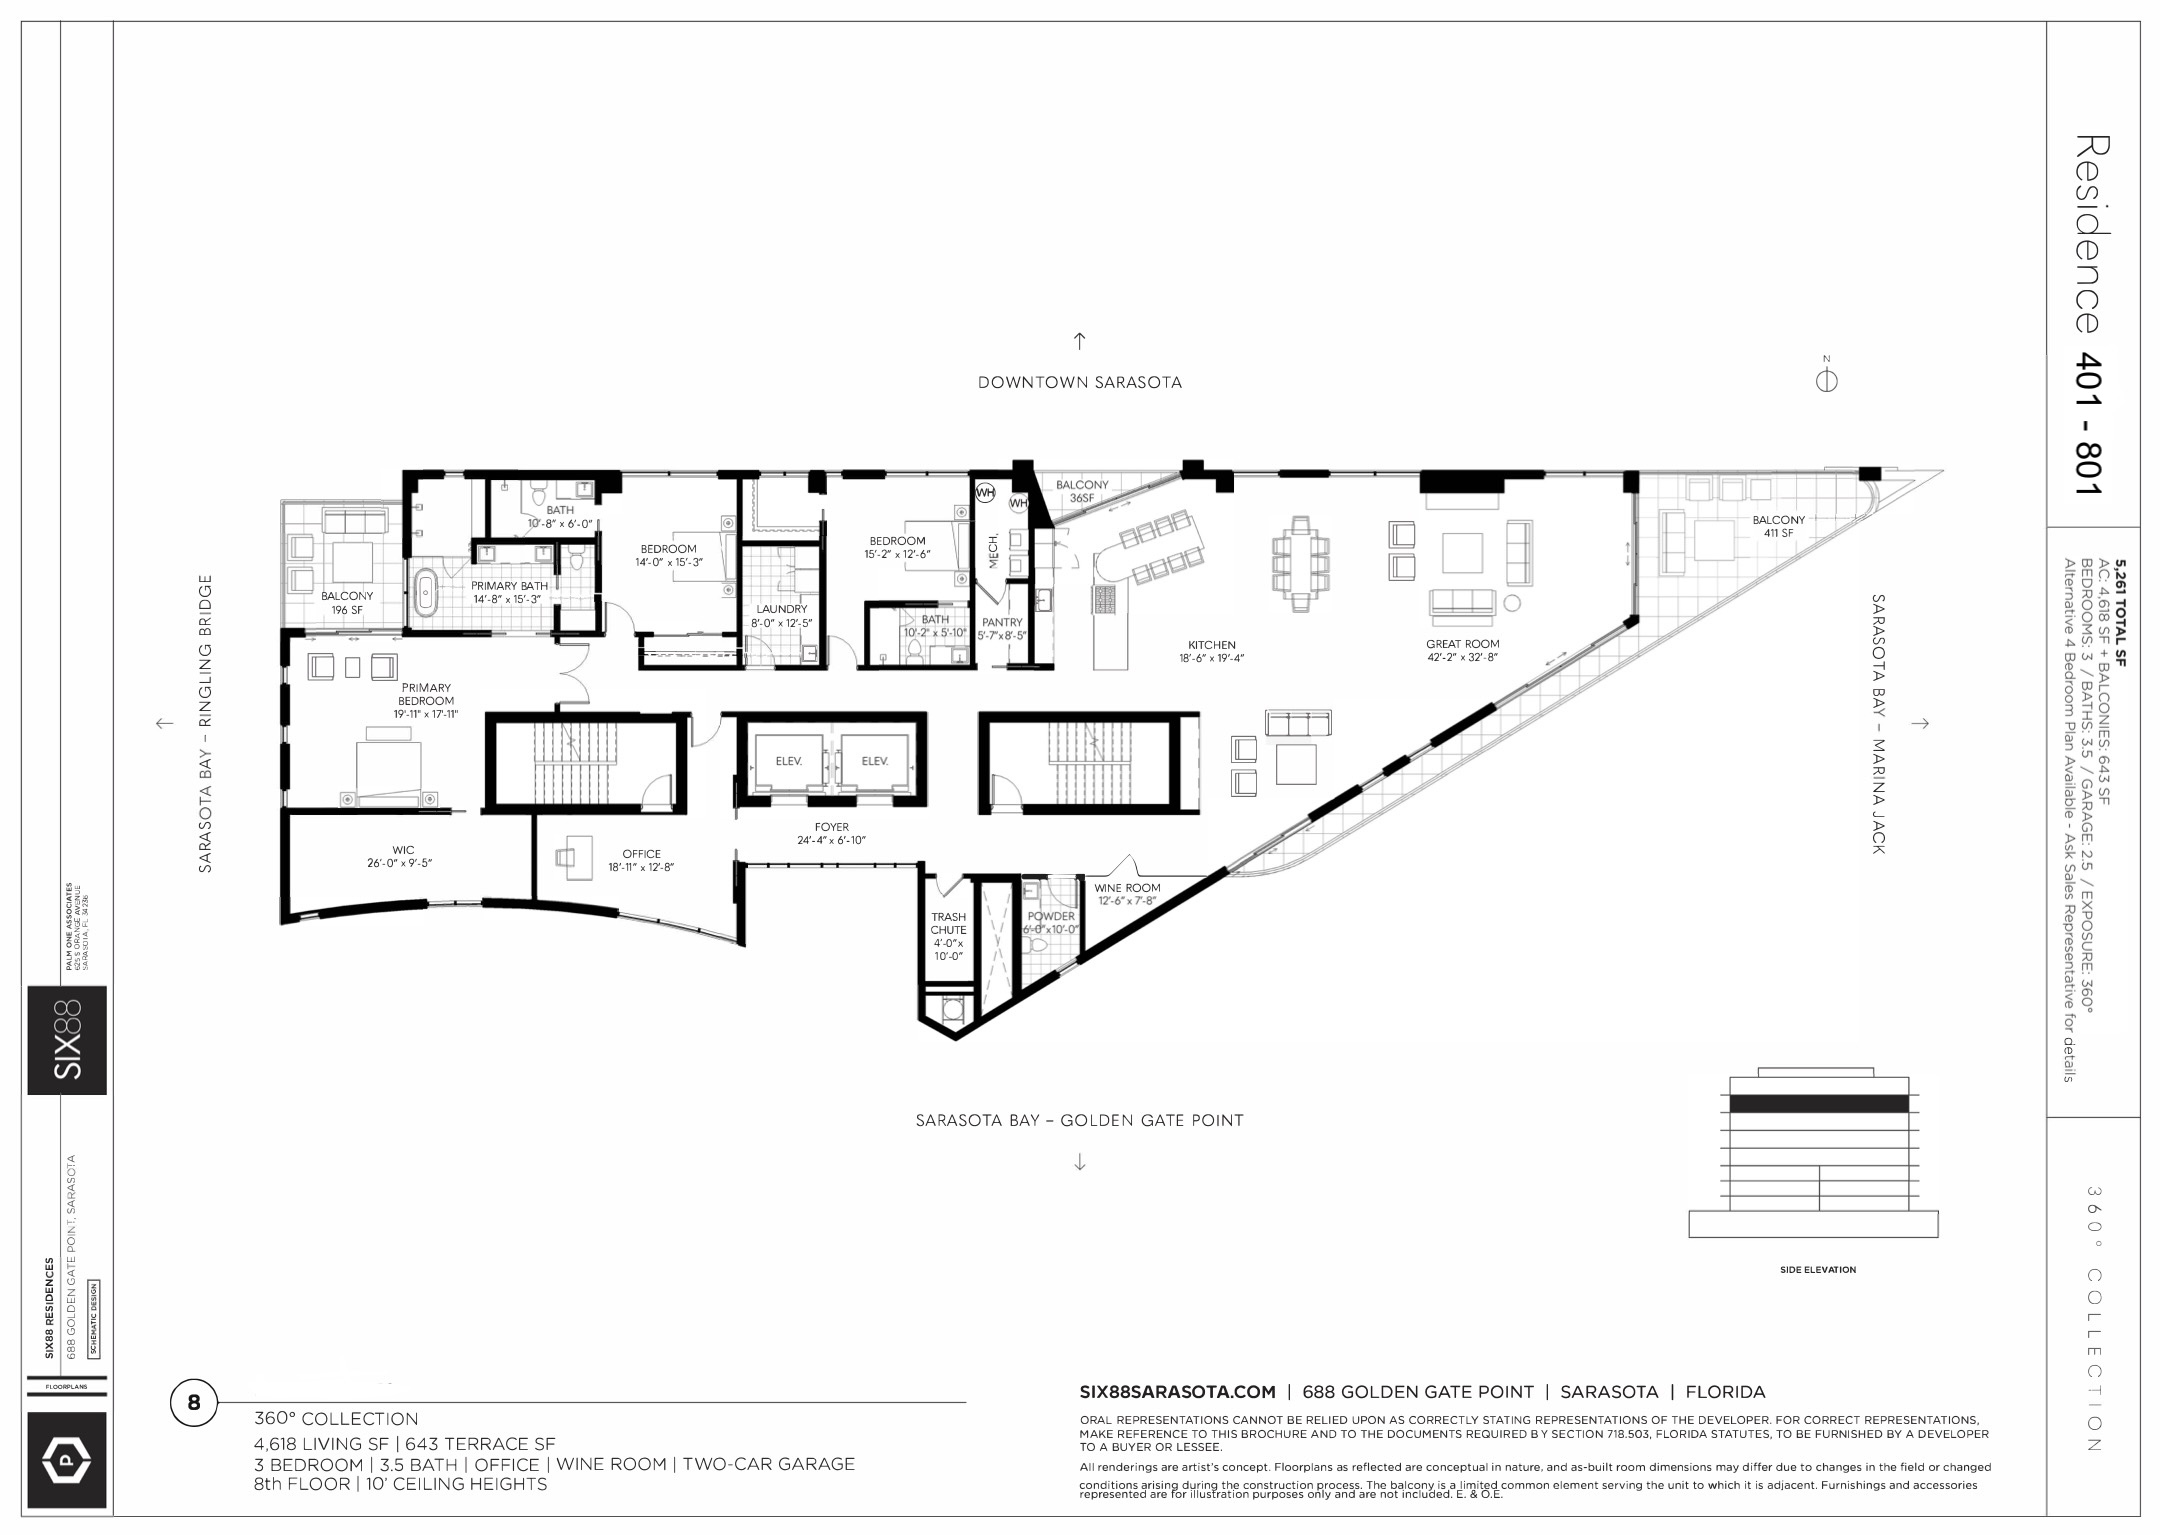 Residence 401 - 801
5,261 TOTAL SF
AC: 4,618 SF + BALCONIES: 643 SF
BEDROOMS: 3 / BATHS: 3.5 / GARAGE: 2.5 / EXPOSURE: 360°
Alternative 4 Bedroom Plan Available - Ask Sales Representative for details
360° COLLECTION
N
DOWNTOWN SARASOTA
SARASOTA BAY – RINGLING BRIDGE
SARASOTA BAY – MARINA JACK
SARASOTA BAY – GOLDEN GATE POINT
BALCONY
196 SF
BATH
10'-8" x 6'-0"
PRIMARY BATH
14'-8" x 15'-3"
BEDROOM
14'-0" x 15'-3"
LAUNDRY
8'-0" x 12'-5"
BEDROOM
15'-2" x 12'-6"
BATH
10'-2" x 5'-10"
WH
WH
MECH.
PANTRY
5'-7"x 8'-5"
BALCONY
36SF
KITCHEN
18'-6" x 19'-4"
GREAT ROOM
42'-2" x 32'-8"
BALCONY
411 SF
PRIMARY
BEDROOM
19'-11" x 17'-11"
ELEV.
ELEV.
FOYER
24'-4" x 6'-10"
WIC
26'-0" x 9'-5"
OFFICE
18'-11" x 12'-8"
TRASH
CHUTE
4'-0"x
10'-0"
POWDER
6'-0"x10'-0"
WINE ROOM
12'-6" x 7'-8"
SIDE ELEVATION
PALM ONE ASSOCIATES
625 S ORANGE AVENUE
SARASOTA, FL 34236
SIX88
SIX88 RESIDENCES
688 GOLDEN GATE POINT, SARASOTA
SCHEMATIC DESIGN
FLOORPLANS
P
8
360° COLLECTION
4,618 LIVING SF | 643 TERRACE SF
3 BEDROOM | 3.5 BATH | OFFICE | WINE ROOM | TWO-CAR GARAGE
8th FLOOR | 10' CEILING HEIGHTS
SIX88SARASOTA.COM | 688 GOLDEN GATE POINT | SARASOTA | FLORIDA
ORAL REPRESENTATIONS CANNOT BE RELIED UPON AS CORRECTLY STATING REPRESENTATIONS OF THE DEVELOPER. FOR CORRECT REPRESENTATIONS,
MAKE REFERENCE TO THIS BROCHURE AND TO THE DOCUMENTS REQUIRED BY SECTION 718.503, FLORIDA STATUTES, TO BE FURNISHED BY A DEVELOPER
TO A BUYER OR LESSEE.
All renderings are artist's concept. Floorplans as reflected are conceptual in nature, and as-built room dimensions may differ due to changes in the field or changed
conditions arising during the construction process. The balcony is a limited common element serving the unit to which it is adjacent. Furnishings and accessories
represented are for illustration purposes only and are not included. E. & O.E.